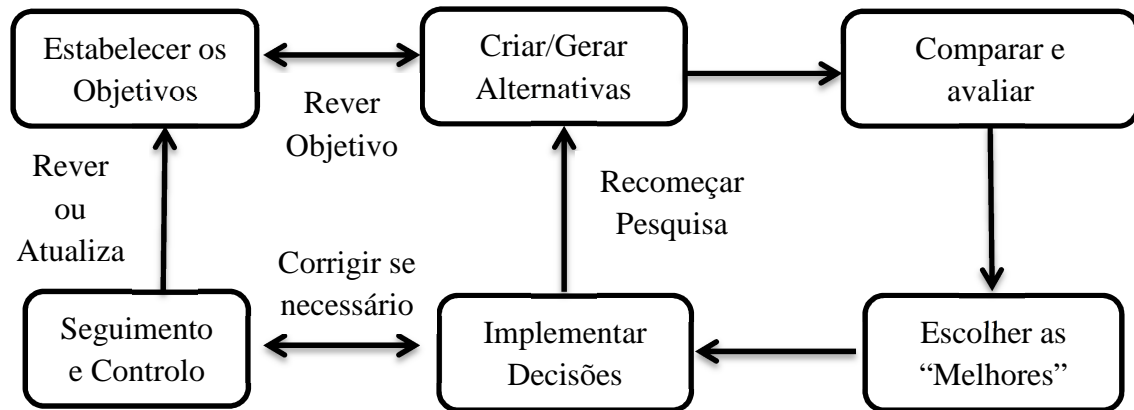 Estabelecer os
Objetivos
Rever
Objetivo
Criar/Gerar
Alternativas
Comparar e
avaliar
Rever
ou
Atualiza
Recomeçar
Pesquisa
Corrigir se
necessário
Seguimento
e Controlo
Implementar
Decisões
Escolher as
“Melhores”